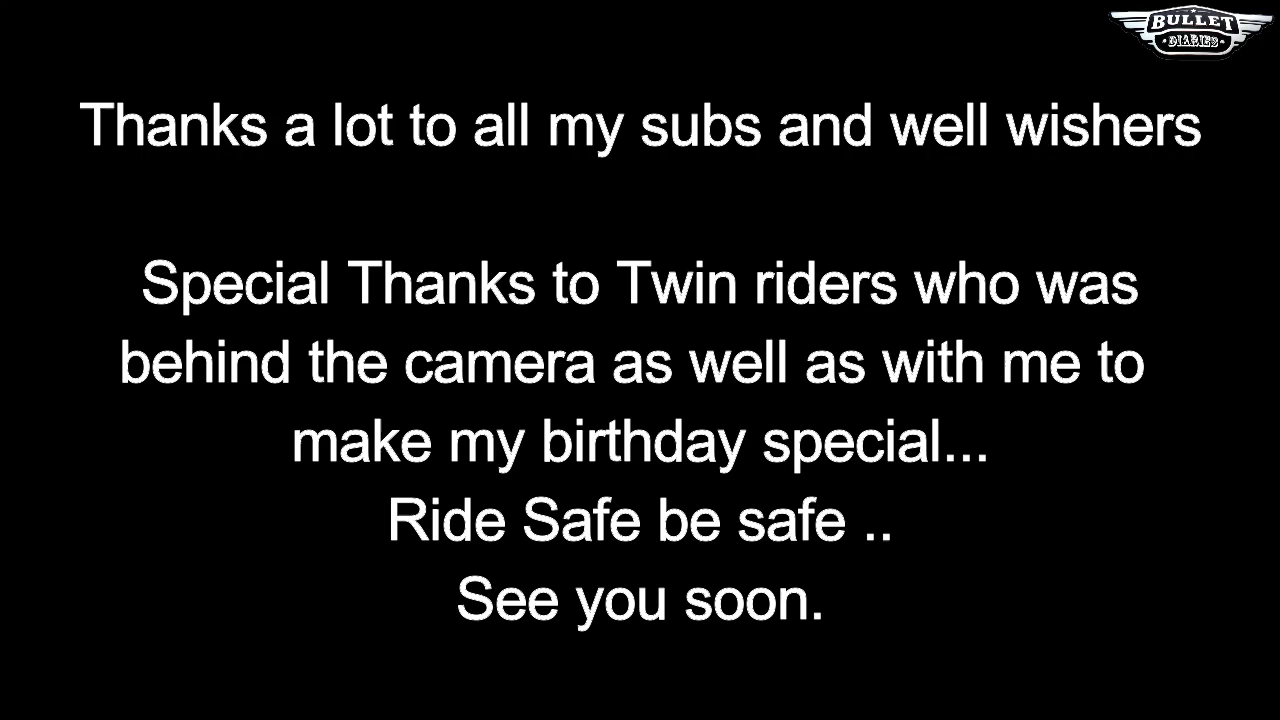 BULLET
DIARIES
Thanks a lot to all my subs and well wishers
Special Thanks to Twin riders who was
behind the camera as well as with me to
make my birthday special...
Ride Safe be safe ..
See you soon.